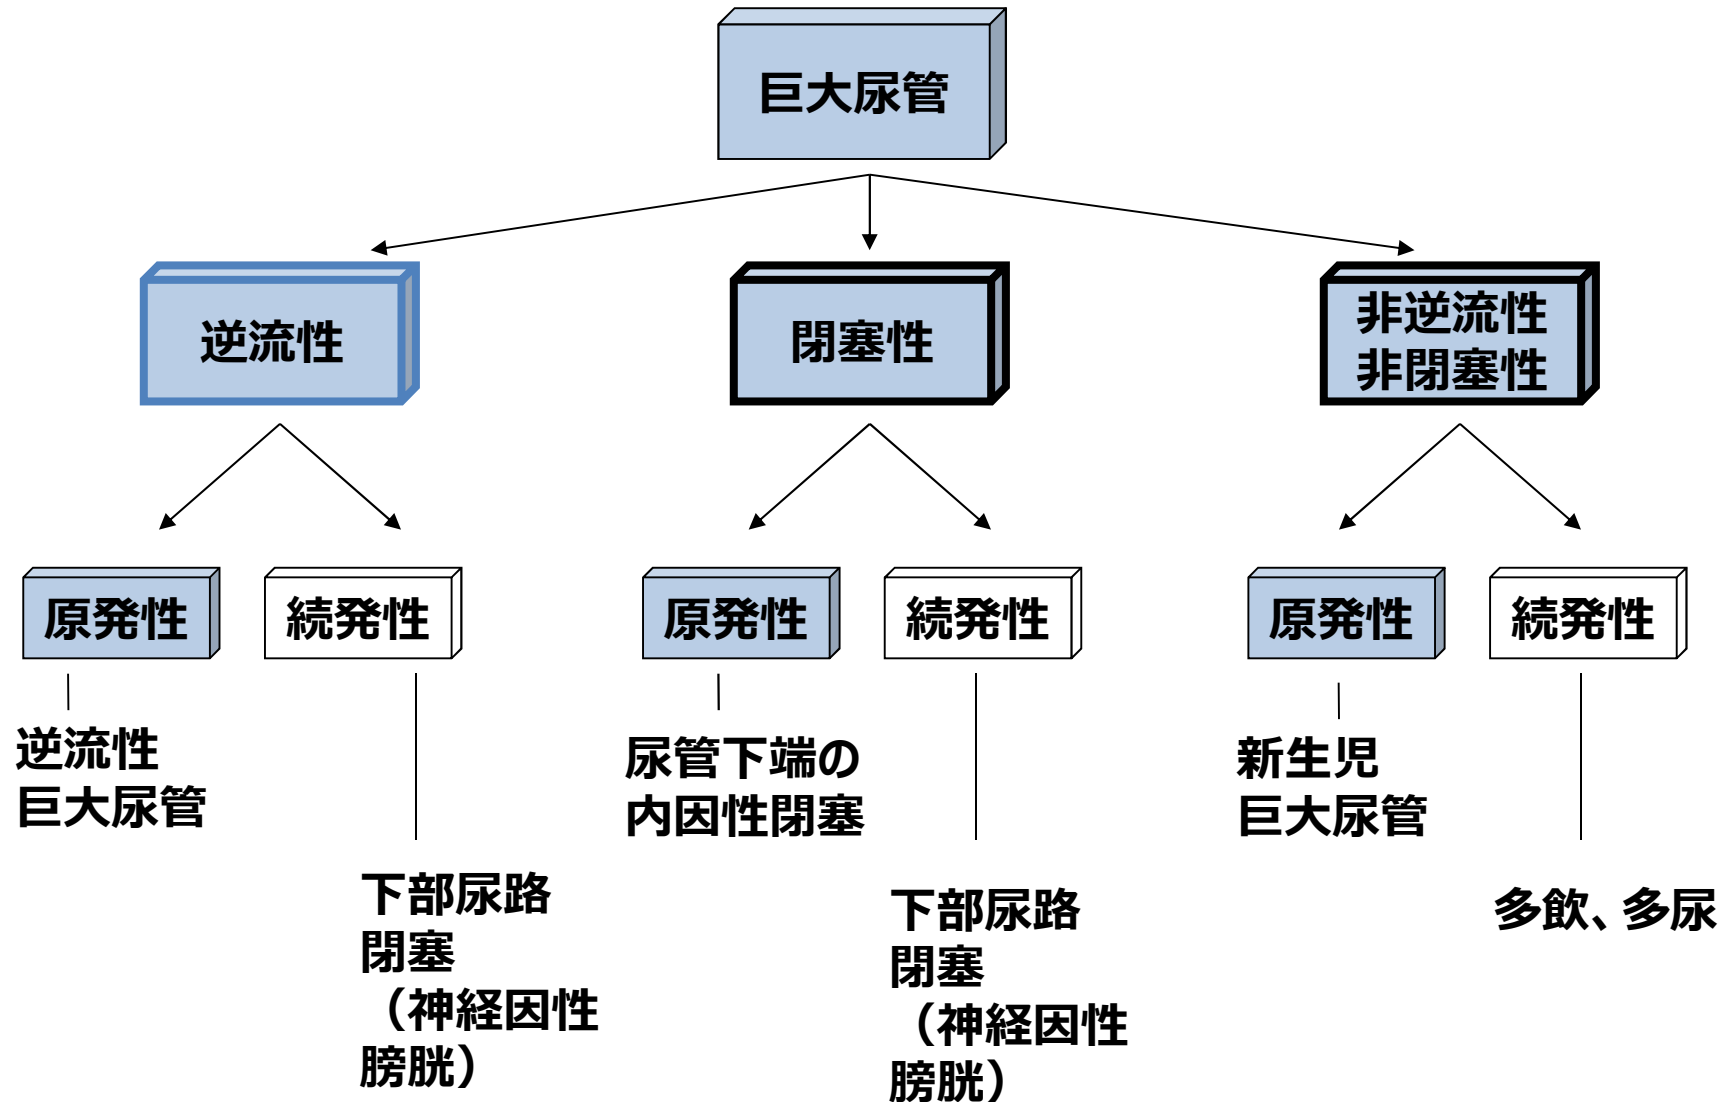 巨大尿管
逆流性
閉塞性
非逆流性
非閉塞性
原発性
続発性
原発性
続発性
原発性
続発性
逆流性
巨大尿管
尿管下端の
内因性閉塞
新生児
巨大尿管
下部尿路
閉塞
（神経因性
膀胱）
下部尿路
閉塞
（神経因性
膀胱）
多飲、多尿